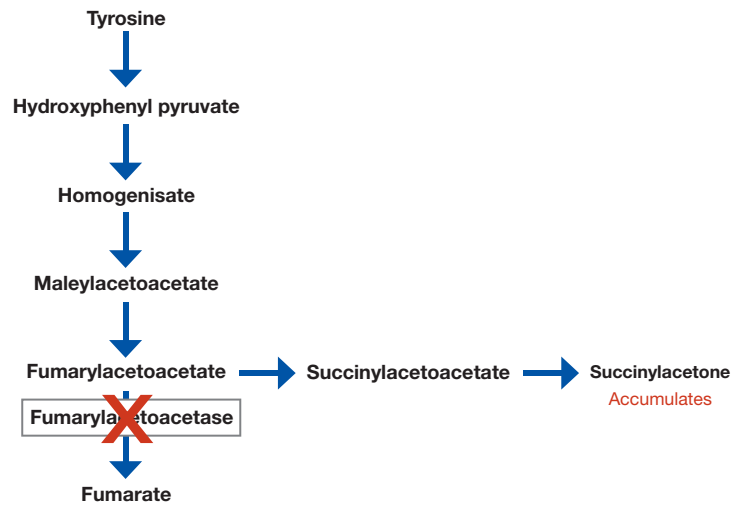 Tyrosine
Hydroxyphenyl pyruvate
Homogenisate
Maleylacetoacetate
Fumarylacetoacetate
Succinylacetoacetate
Succinylacetone
Accumulates
Fumarylacetoacetase
Fumarate